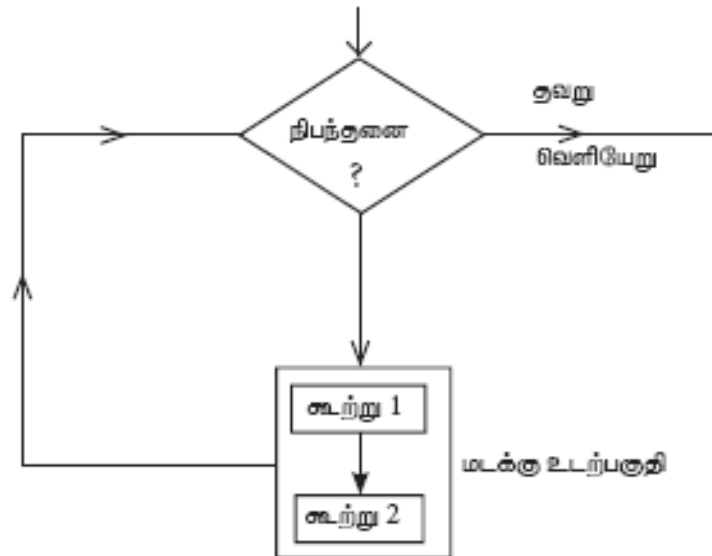 தவறு
நிபந்தனை
?
வெளியேறு
கூற்று 1
மடக்கு உடற்பகுதி
கூற்று 2